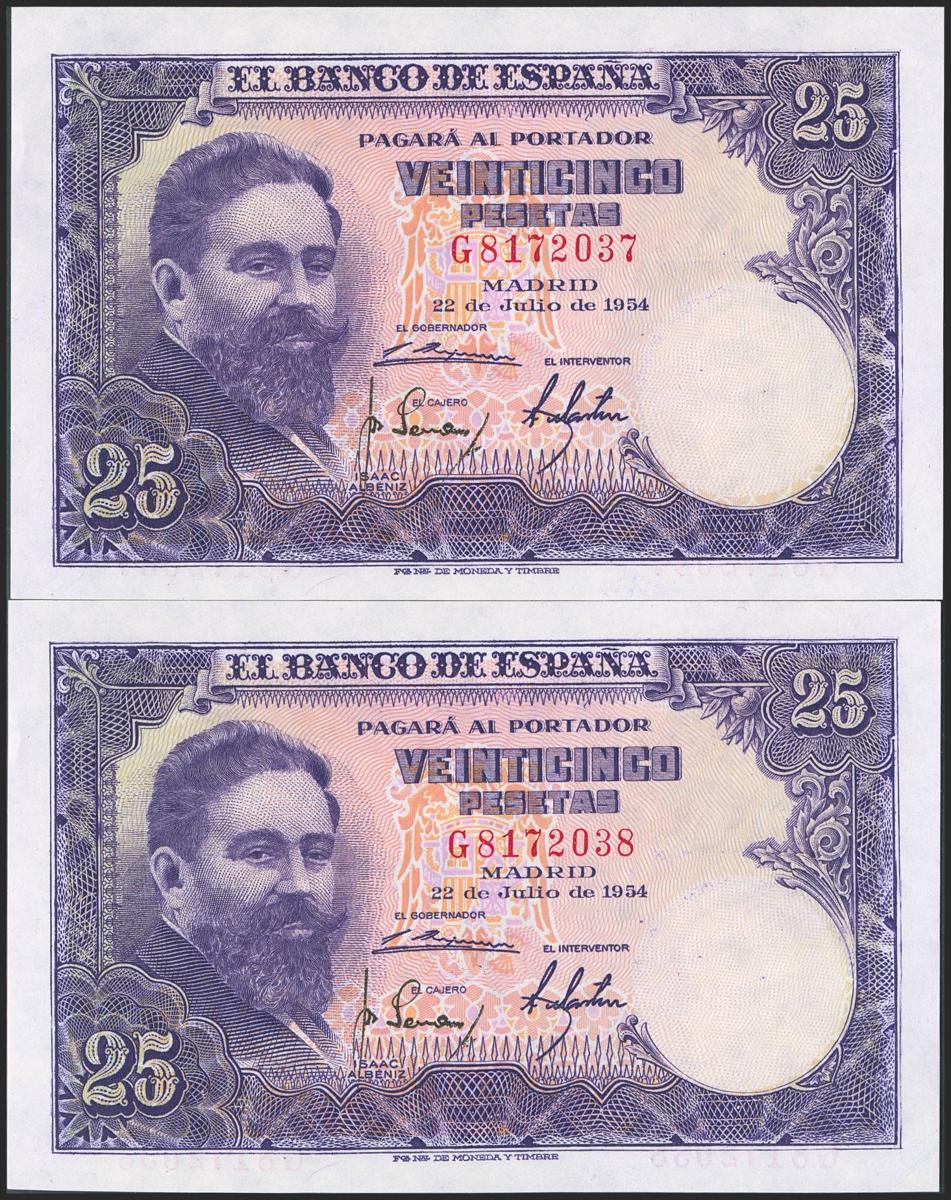 EL BANCO DE ESPAÑA
25
PAGARÁ AL PORTADOR
VEINTICINCO
PESETAS
G8172037
MADRID
22 de Julio de 1954
EL GOBERNADOR
EL INTERVENTOR
EL CAJERO
25
ISAAC
ALBÉNIZ
FCA. NAL. DE MONEDA Y TIMBRE
EL BANCO DE ESPAÑA
25
PAGARÁ AL PORTADOR
VEINTICINCO
PESETAS
G8172038
MADRID
22 de Julio de 1954
EL GOBERNADOR
EL INTERVENTOR
EL CAJERO
25
ISAAC
ALBÉNIZ
FCA. NAL. DE MONEDA Y TIMBRE